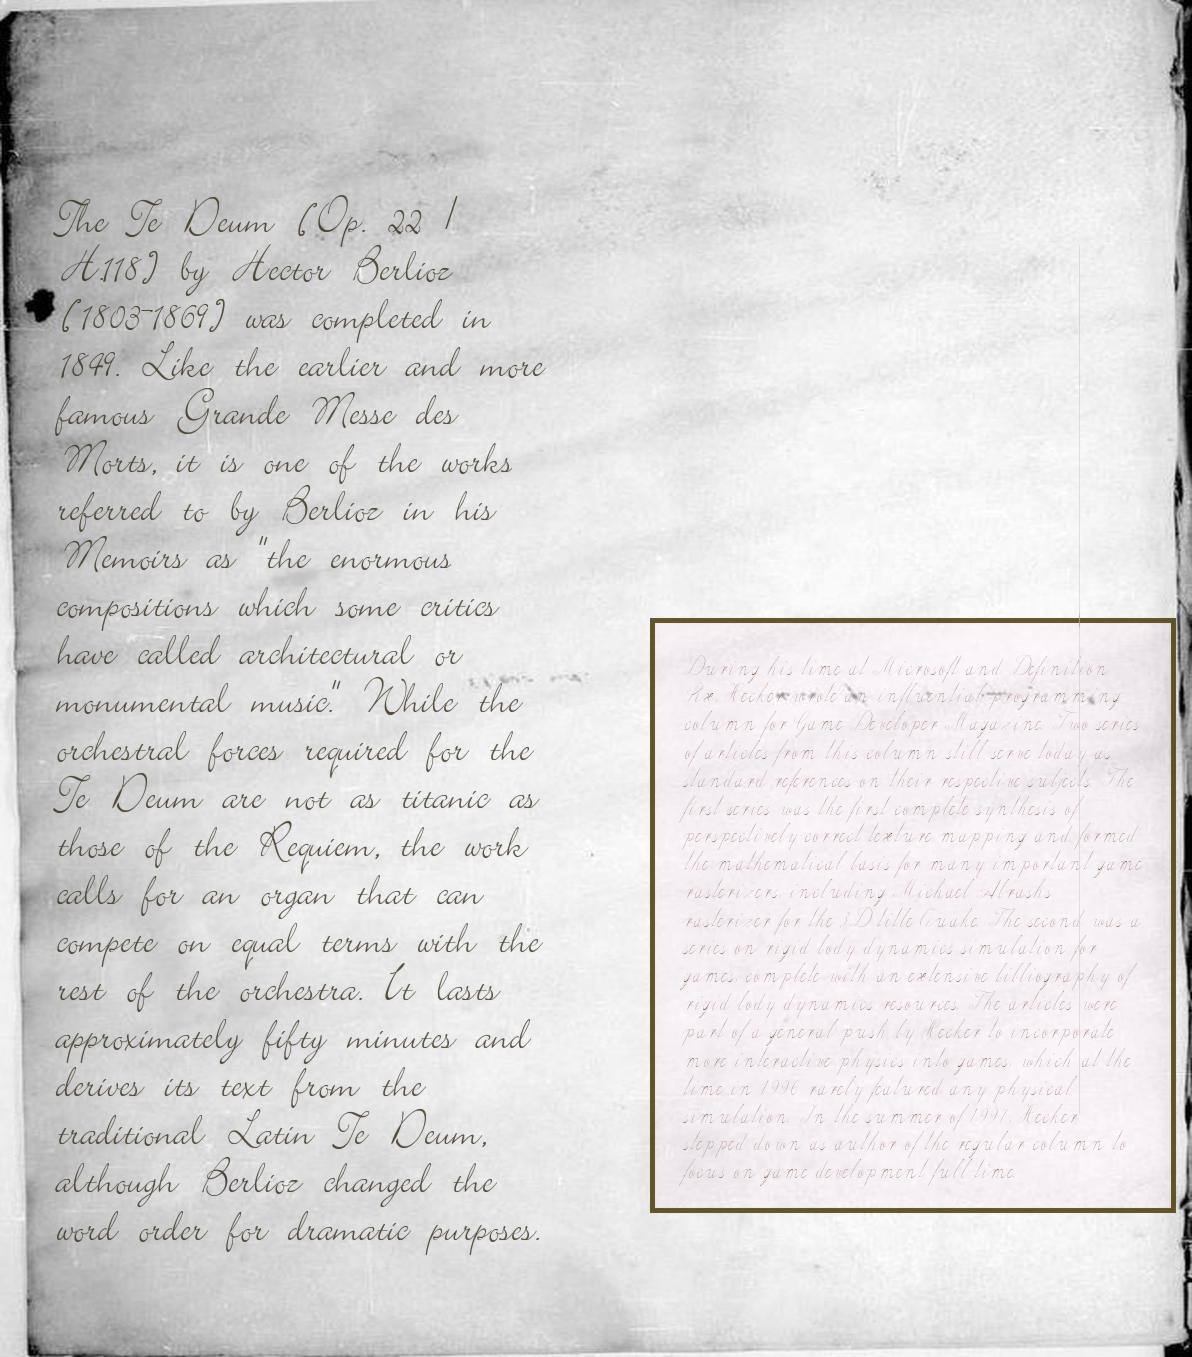 The Te Deum (Op. 22 /
H.118) by Hector Berlioz
(1803-1869) was completed in
1849. Like the earlier and more
famous Grande Messe des
Morts, it is one of the works
referred to by Berlioz in his
Memoirs as "the enormous
compositions which some critics
have called architectural or
monumental music." While the
orchestral forces required for the
Te Deum are not as titanic as
those of the Requiem, the work
calls for an organ that can
compete on equal terms with the
rest of the orchestra. It lasts
approximately fifty minutes and
derives its text from the
traditional Latin Te Deum,
although Berlioz changed the
word order for dramatic purposes.
During his time at Microsoft and Definition
Six, Hecker wrote an influential programming
column for Game Developer Magazine. Two series
of articles from this column still serve today as
standard references on their respective subjects. The
first series was the first complete synthesis of
perspectively correct texture mapping and formed
the mathematical basis for many important game
rasterizers, including Michael Abrashs
rasterizer for the 3D title Quake. The second was a
series on rigid body dynamics simulation for
games, complete with an extensive bibliography of
rigid body dynamics resources. The articles were
part of a general push by Hecker to incorporate
more interactive physics into games, which at the
time in 1996 rarely featured any physical
simulation. In the summer of 1997, Hecker
stepped down as author of the regular column to
focus on game development full time.